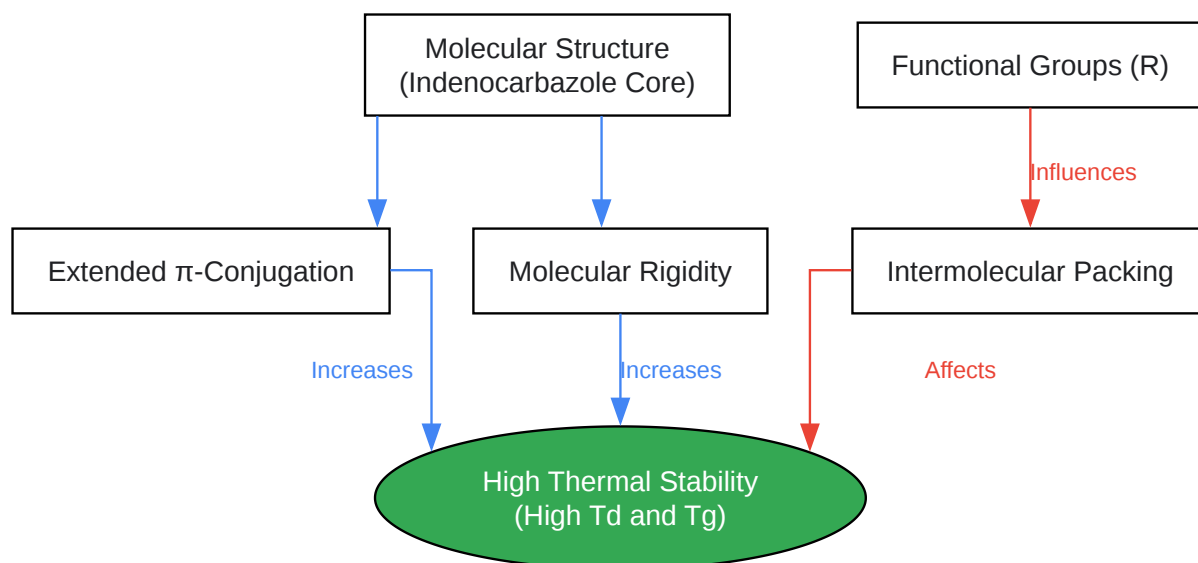 Molecular Structure
(Indenocarbazole Core)
Functional Groups (R)
Influences
Extended π-Conjugation
Molecular Rigidity
Intermolecular Packing
Increases
Increases
Affects
High Thermal Stability
(High Td and Tg)